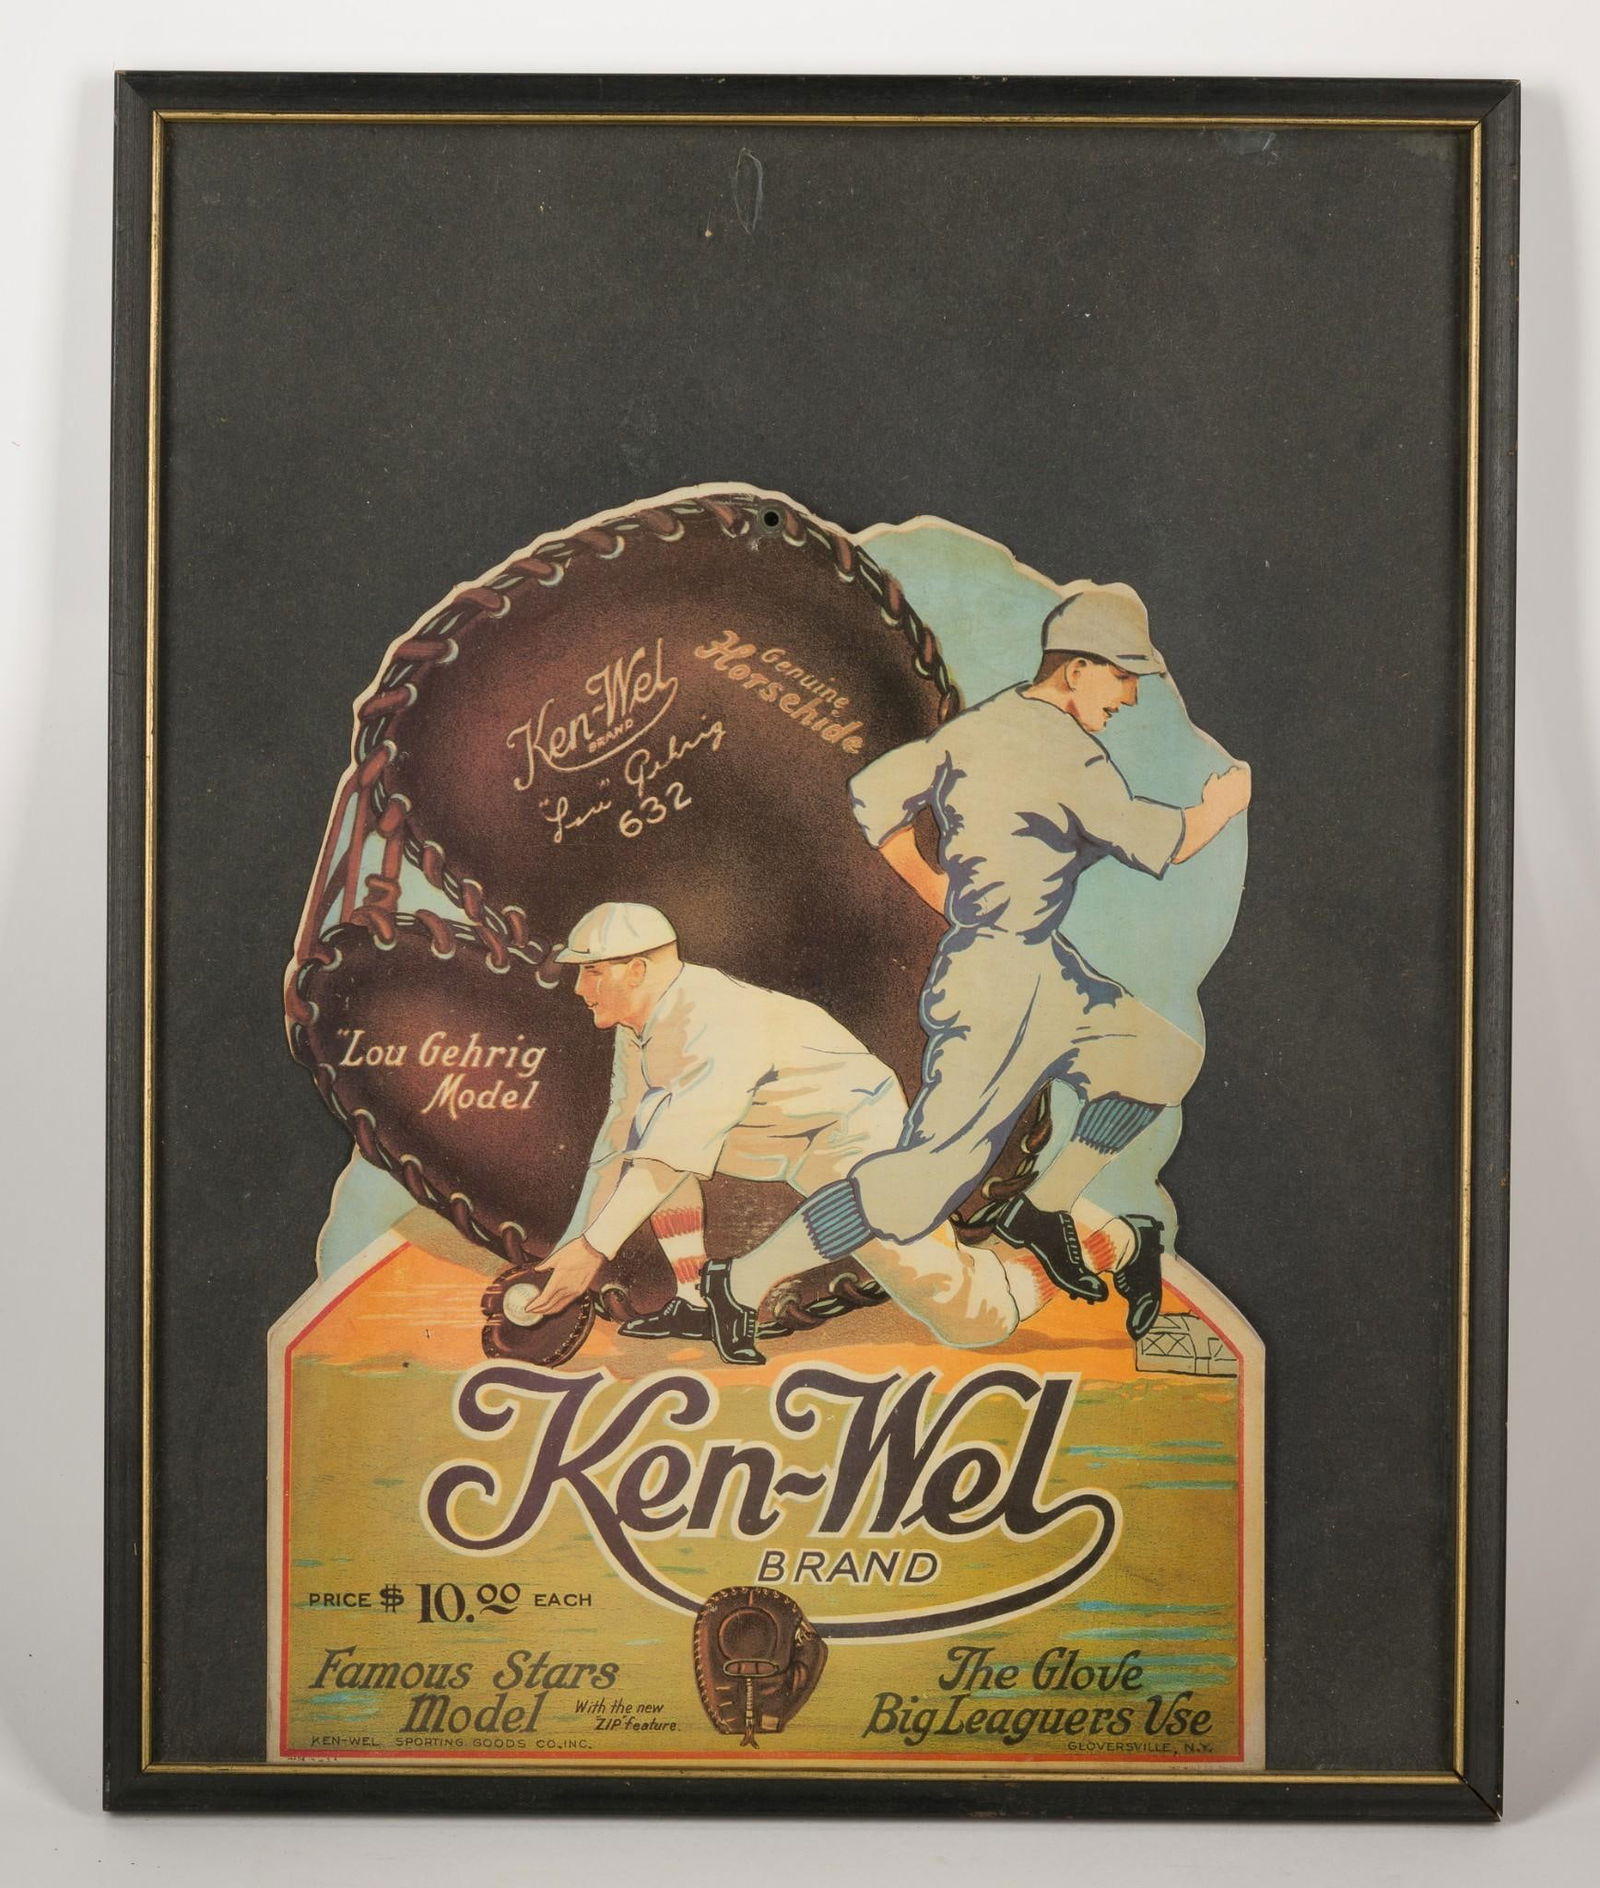 Ken-Wel
BRAND
"Lou" Gehrig
632
Genuine
Horsehide
"Lou Gehrig
Model
Ken-Wel
BRAND
PRICE $ 10.00 EACH
Famous Stars
Model
With the new
"ZIP" feature.
KEN-WEL SPORTING GOODS CO., INC.
The Glove
Big Leaguers Use
GLOVERSVILLE, N.Y.